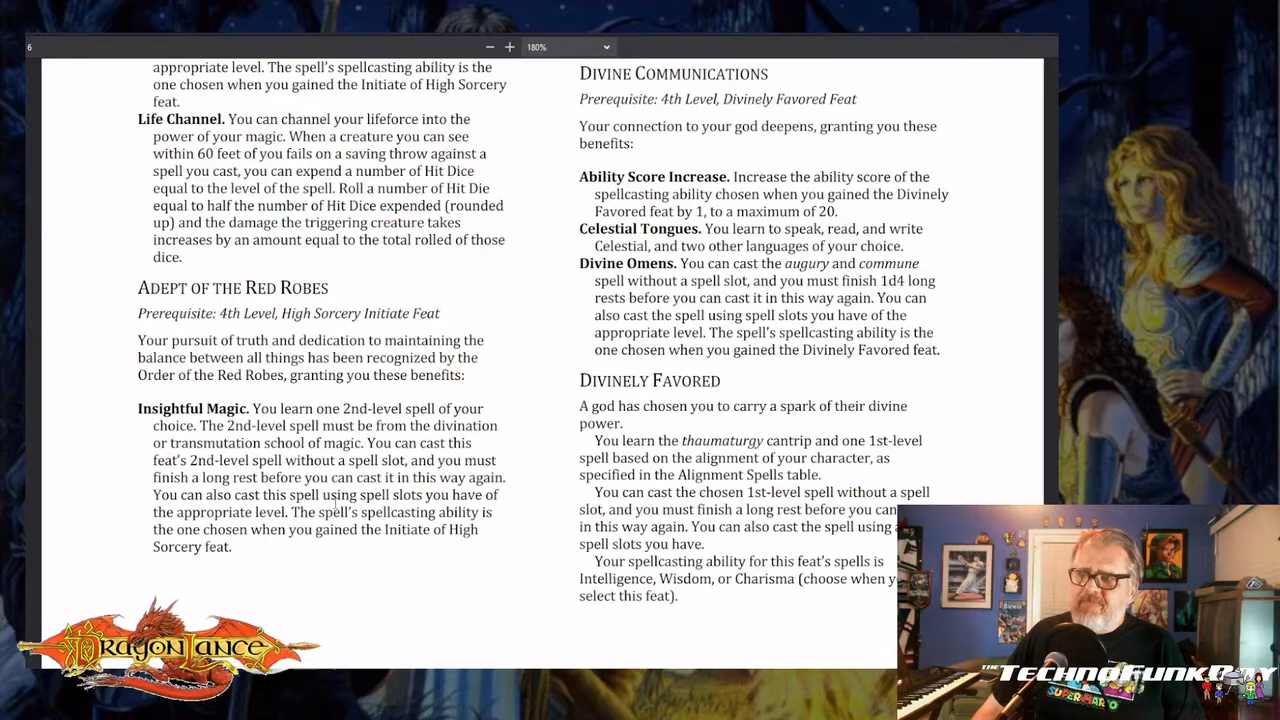 6
180%
appropriate level. The spell's spellcasting ability is the
one chosen when you gained the Initiate of High Sorcery
feat.
Life Channel. You can channel your lifeforce into the
power of your magic. When a creature you can see
within 60 feet of you fails on a saving throw against a
spell you cast, you can expend a number of Hit Dice
equal to the level of the spell. Roll a number of Hit Die
equal to half the number of Hit Dice expended (rounded
up) and the damage the triggering creature takes
increases by an amount equal to the total rolled of those
dice.
ADEPT OF THE RED ROBES
Prerequisite: 4th Level, High Sorcery Initiate Feat
Your pursuit of truth and dedication to maintaining the
balance between all things has been recognized by the
Order of the Red Robes, granting you these benefits:
Insightful Magic. You learn one 2nd-level spell of your
choice. The 2nd-level spell must be from the divination
or transmutation school of magic. You can cast this
feat's 2nd-level spell without a spell slot, and you must
finish a long rest before you can cast it in this way again.
You can also cast this spell using spell slots you have of
the appropriate level. The spell's spellcasting ability is
the one chosen when you gained the Initiate of High
Sorcery feat.
DIVINE COMMUNICATIONS
Prerequisite: 4th Level, Divinely Favored Feat
Your connection to your god deepens, granting you these
benefits:
Ability Score Increase. Increase the ability score of the
spellcasting ability chosen when you gained the Divinely
Favored feat by 1, to a maximum of 20.
Celestial Tongues. You learn to speak, read, and write
Celestial, and two other languages of your choice.
Divine Omens. You can cast the augury and commune
spell without a spell slot, and you must finish 1d4 long
rests before you can cast it in this way again. You can
also cast the spell using spell slots you have of the
appropriate level. The spell's spellcasting ability is the
one chosen when you gained the Divinely Favored feat.
DIVINELY FAVORED
A god has chosen you to carry a spark of their divine
power.
You learn the thaumaturgy cantrip and one 1st-level
spell based on the alignment of your character, as
specified in the Alignment Spells table.
You can cast the chosen 1st-level spell without a spell
slot, and you must finish a long rest before you can
in this way again. You can also cast the spell using
spell slots you have.
Your spellcasting ability for this feat's spells is
Intelligence, Wisdom, or Charisma (choose when y
select this feat).
DRAGONLANCE
THE TECHNOFUNKBOY
SUPER MARIO